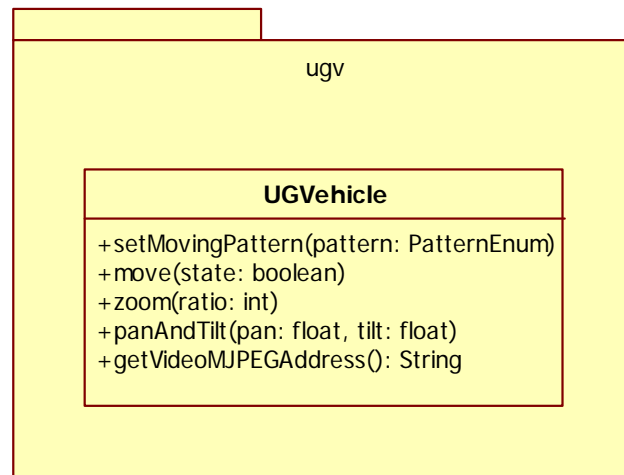 ugv
UGVehicle
+setMovingPattern(pattern: PatternEnum)
+move(state: boolean)
+zoom(ratio: int)
+panAndTilt(pan: float, tilt: float)
+getVideoMJPEGAddress(): String